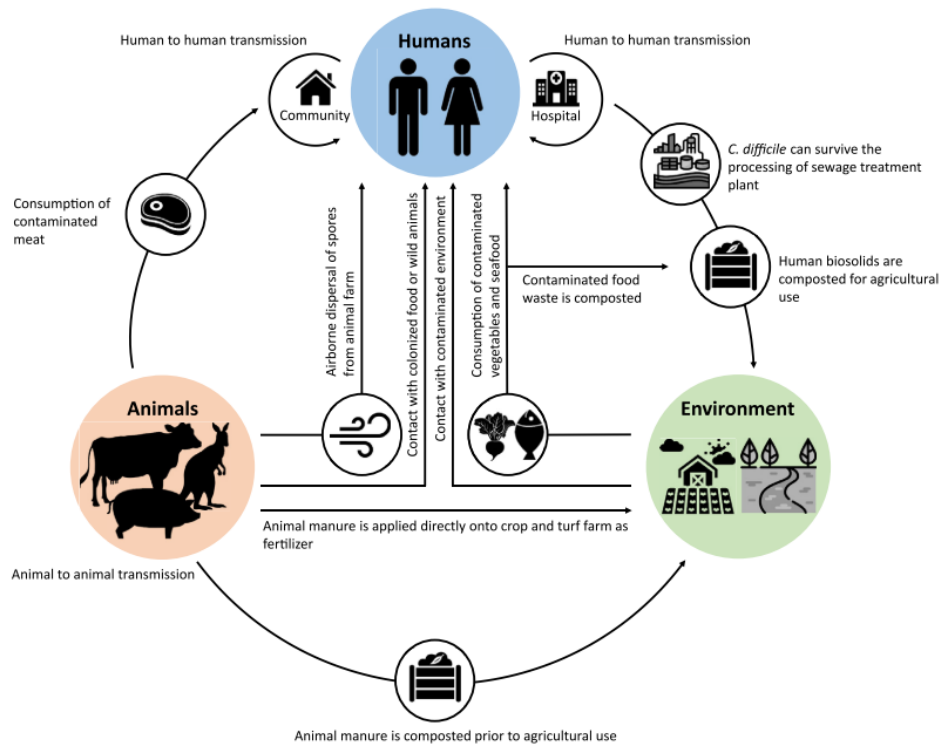 Human to human transmission
Humans
Human to human transmission
Community
Hospital
C. difficile can survive the
processing of sewage treatment
plant
Consumption of
contaminated
meat
Airborne dispersal of spores
from animal farm
Contact with colonized food or wild animals
Contact with contaminated environment
Consumption of contaminated
vegetables and seafood
Contaminated food
waste is composted
Human biosolids are
composted for agricultural
use
Animals
Environment
Animal manure is applied directly onto crop and turf farm as
fertilizer
Animal to animal transmission
Animal manure is composted prior to agricultural use